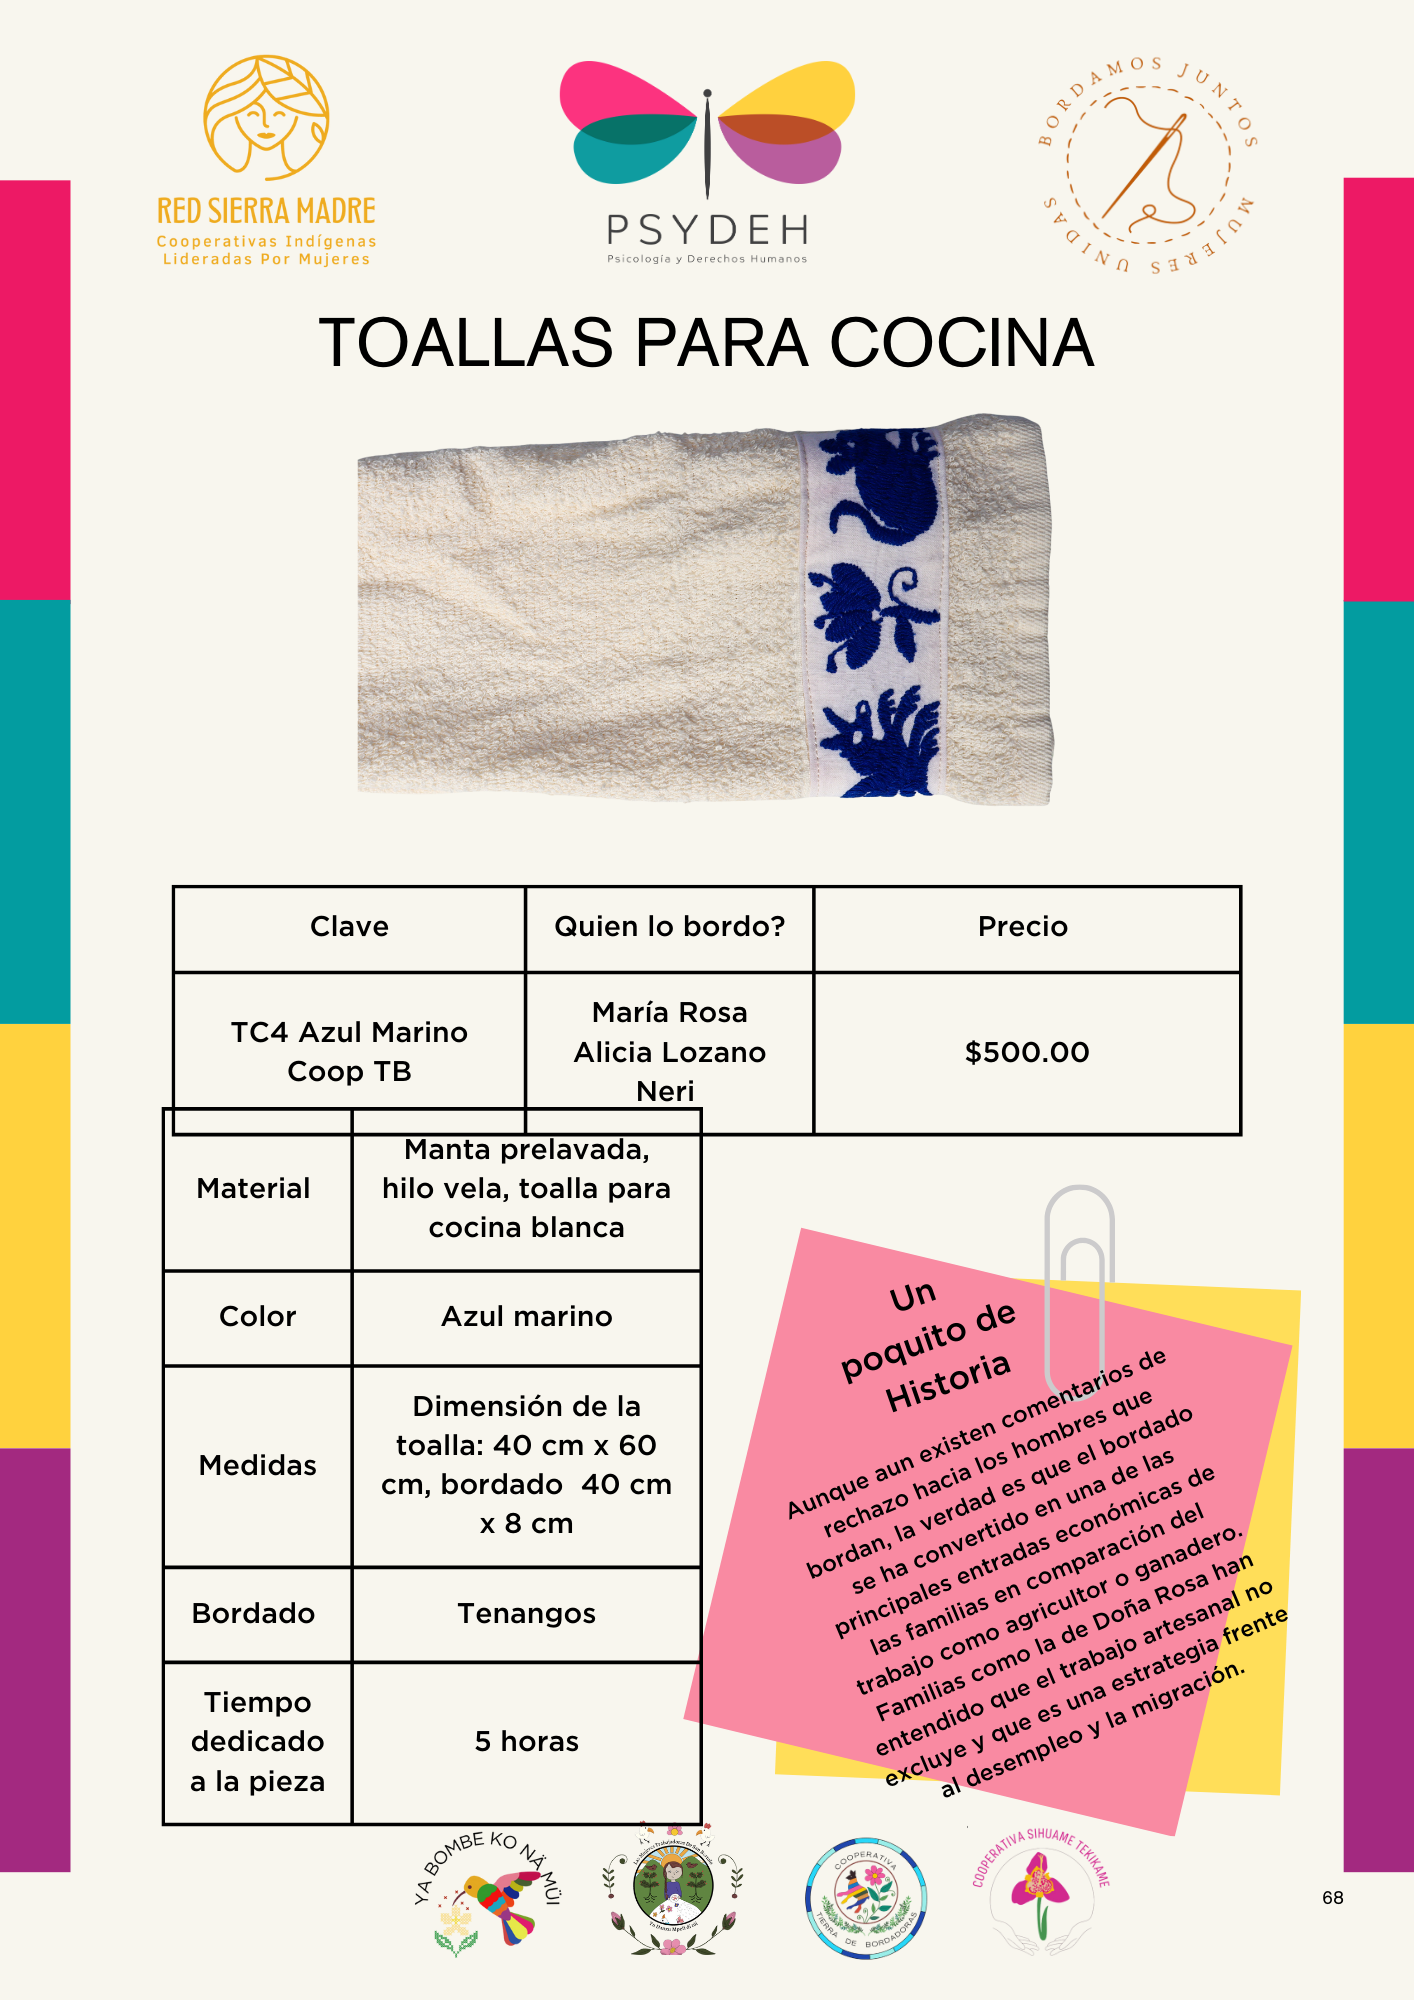 RED SIERRA MADRE
Cooperativas Indígenas
Lideradas Por Mujeres
PSYDEH
Psicología y Derechos Humanos
BORDAMOS JUNTOS
MUJERES UNIDAS
TOALLAS PARA COCINA
Clave
Quien lo bordo?
Precio
TC4 Azul Marino
Coop TB
María Rosa
Alicia Lozano
Neri
$500.00
Material
Manta prelavada,
hilo vela, toalla para
cocina blanca
Color
Azul marino
Medidas
Dimensión de la
toalla: 40 cm x 60
cm, bordado 40 cm
x 8 cm
Bordado
Tenangos
Tiempo
dedicado
a la pieza
5 horas
Un
poquito de
Historia
Aunque aun existen comentarios de
rechazo hacia los hombres que
bordan, la verdad es que el bordado
se ha convertido en una de las
principales entradas económicas de
las familias en comparación del
trabajo como agricultor o ganadero.
Familias como la de Doña Rosa han
entendido que el trabajo artesanal no
excluye y que es una estrategia frente
al desempleo y la migración.
YA BOMBE KO NÄ MÜI
COOPERATIVA
TIERRA DE BORDADORAS
COOPERATIVA SIHUAME TEKIKAME
68